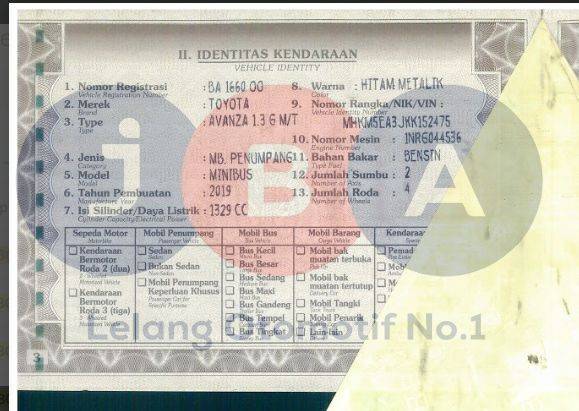 II. IDENTITAS KENDARAAN
VEHICLE IDENTITY
1. Nomor Registrasi : BA 1660 OO
Vehicle Registration Number
2. Merek : TOYOTA
Brand
3. Type : AVANZA 1.3 G M/T
Type
4. Jenis : MB. PENUMPANG
Category
5. Model : MINIBUS
Model
6. Tahun Pembuatan : 2019
Manufacture Year
7. Isi Silinder/Daya Listrik : 1329 CC
Cylinder Capacity/Electrical Power
8. Warna : HITAM METALIK
Color
9. Nomor Rangka/NIK/VIN :
Vehicle Identity Number
MHKM5EA3JKK152475
10. Nomor Mesin : 1NRG044536
Engine Number
11. Bahan Bakar : BENSIN
Type Fuel
12. Jumlah Sumbu : 2
Number of Axis
13. Jumlah Roda : 4
Number of Wheels
Sepeda Motor
Motorbike
Kendaraan
Bermotor
Roda 2 (dua)
Kendaraan
Bermotor
Roda 3 (tiga)
Mobil Penumpang
Passenger Vehicle
Sedan
Sedan
Bukan Sedan
Non-Sedan
Mobil Penumpang
Keperluan Khusus
Passenger Car for
Specific Purpose
Mobil Bus
Bus Vehicle
Bus Kecil
Bus Besar
Bus Sedang
Bus Maxi
Bus Gandeng
Bus Tempel
Bus Tingkat
Mobil Barang
Cargo Vehicle
Mobil bak
muatan terbuka
Mobil bak
muatan tertutup
Mobil Tangki
Mobil Penarik
Lain-lain
Kendaraa
Pemad
Mob
3
iBA
Lelang Otomotif No.1